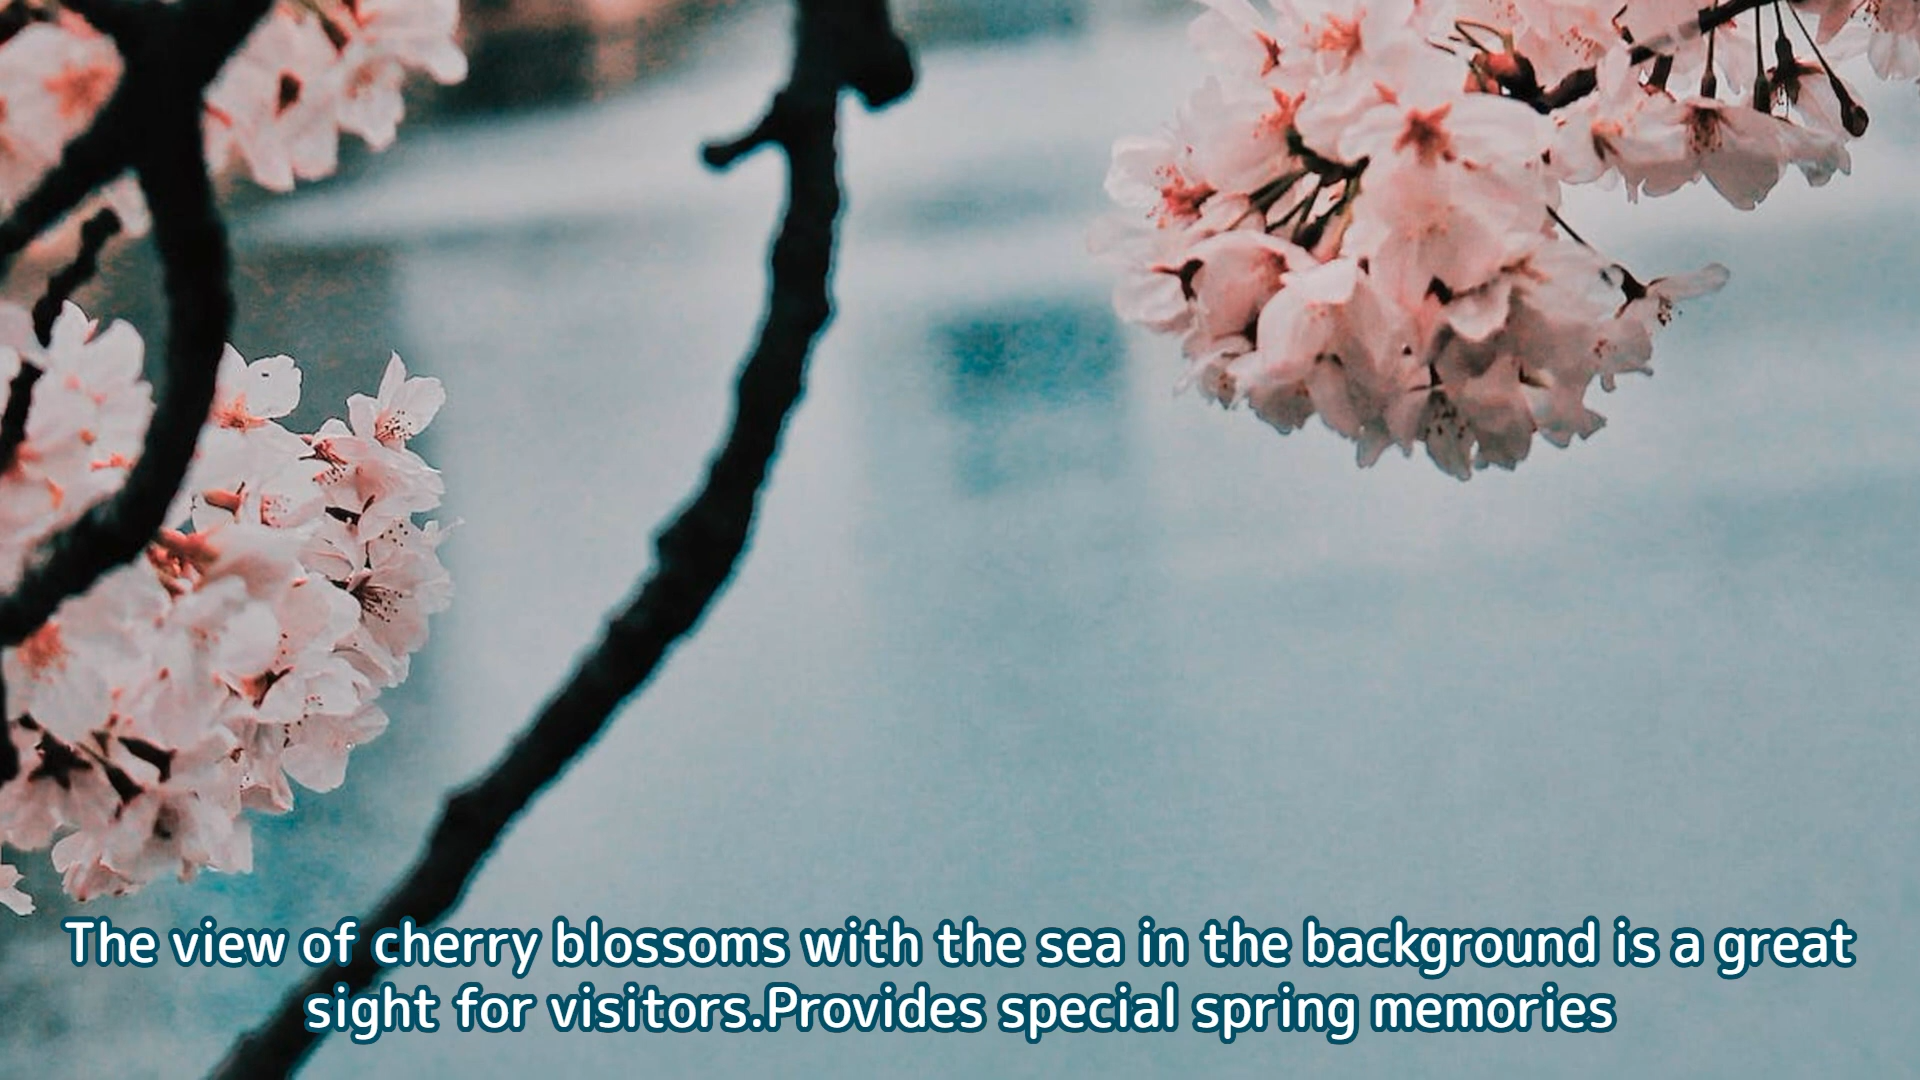 The view of cherry blossoms with the sea in the background is a great
sight for visitors.Provides special spring memories